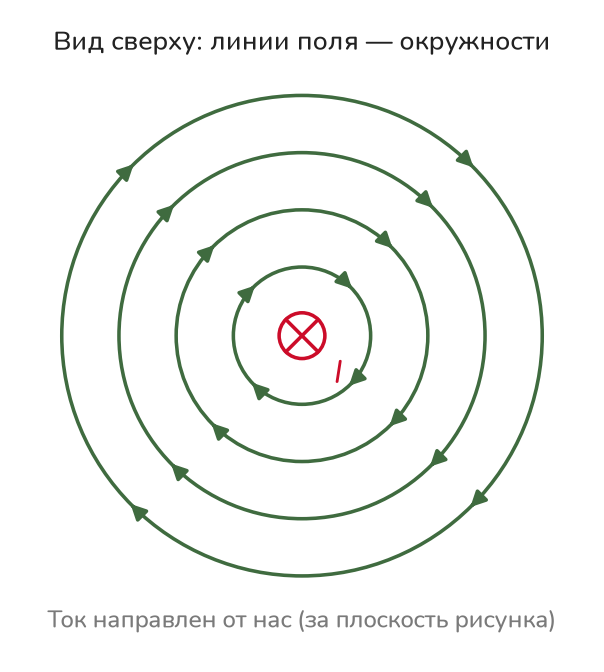 Вид сверху: линии поля — окружности
I
Ток направлен от нас (за плоскость рисунка)